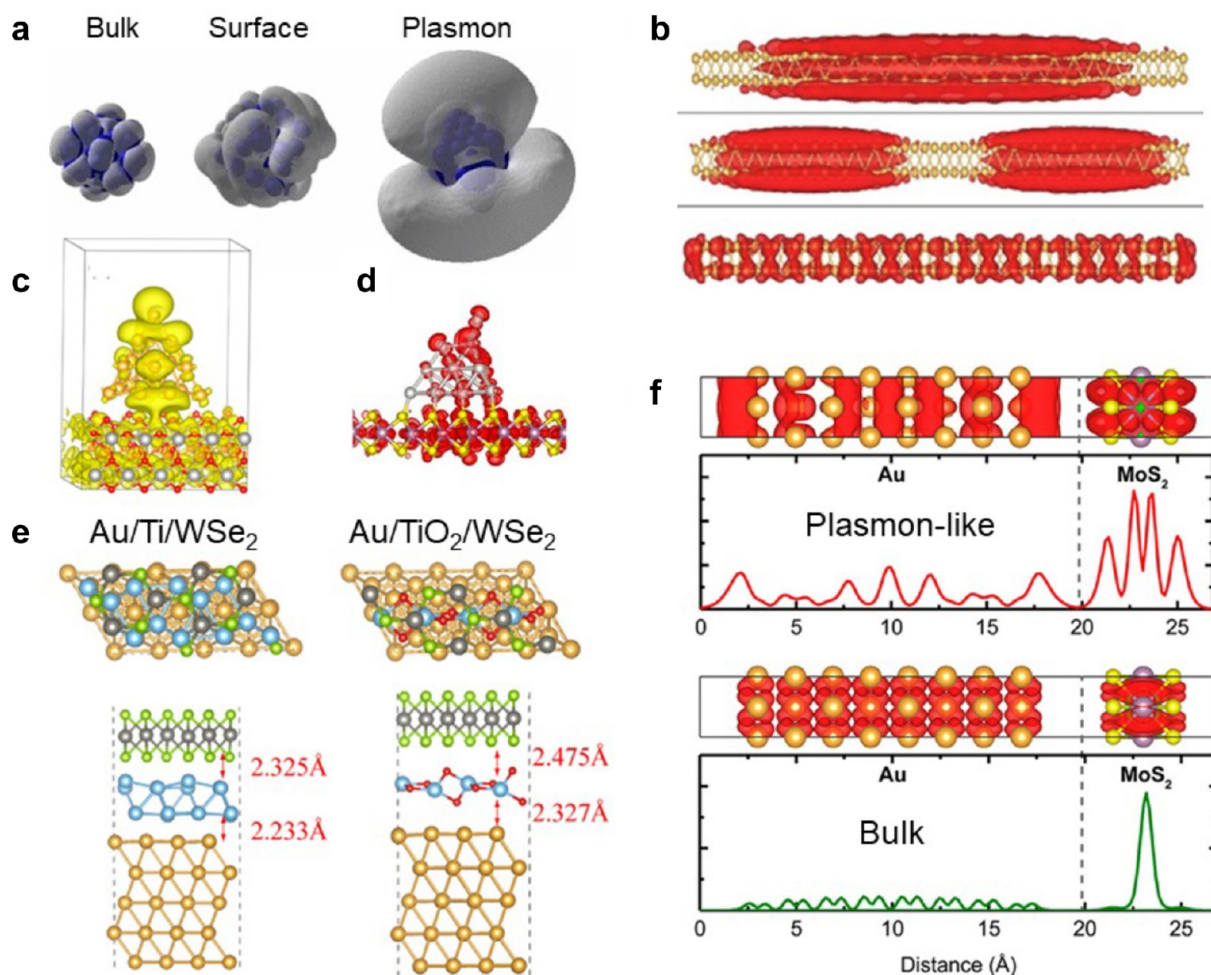 a
Bulk Surface Plasmon
b
c
d
e
Au/Ti/WSe₂ Au/TiO₂/WSe₂
2.325Å
2.233Å
2.475Å
2.327Å
f
Au MoS₂
Plasmon-like
0 5 10 15 20 25
Au MoS₂
Bulk
0 5 10 15 20 25
Distance (Å)